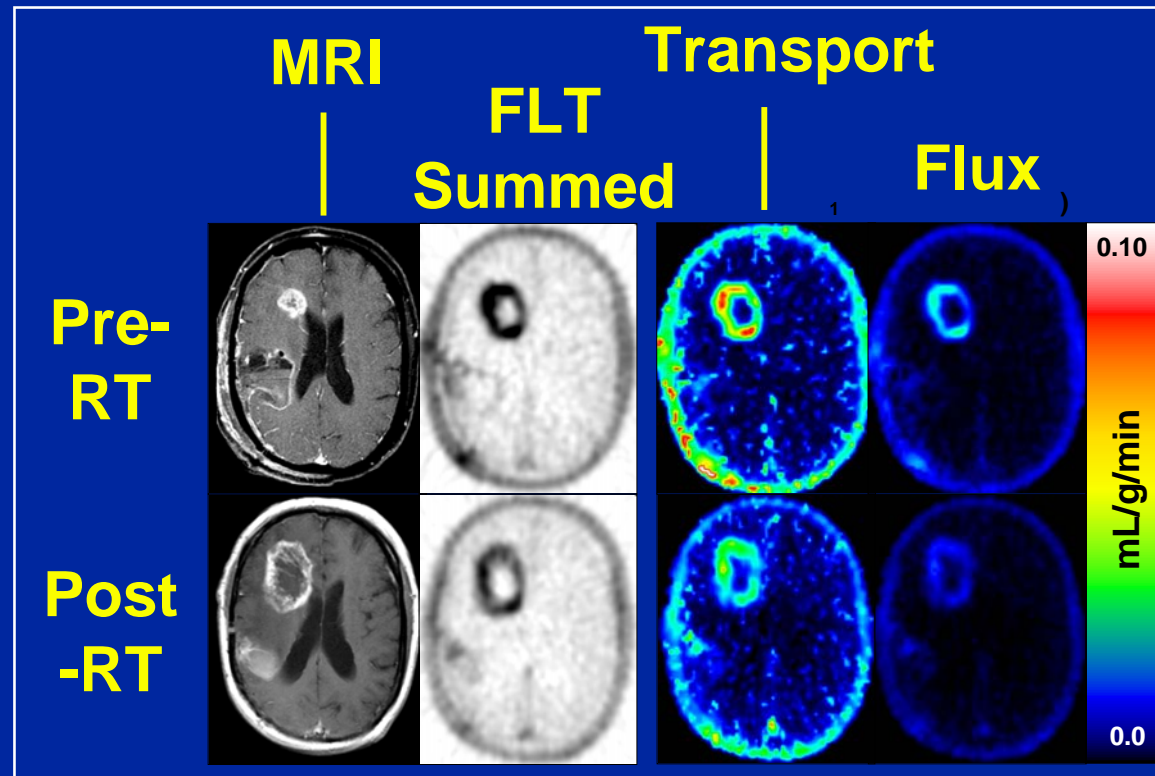 MRI
FLT
Summed
Transport
Flux
1
)
Pre-
RT
Post
-RT
0.10
mL/g/min
0.0